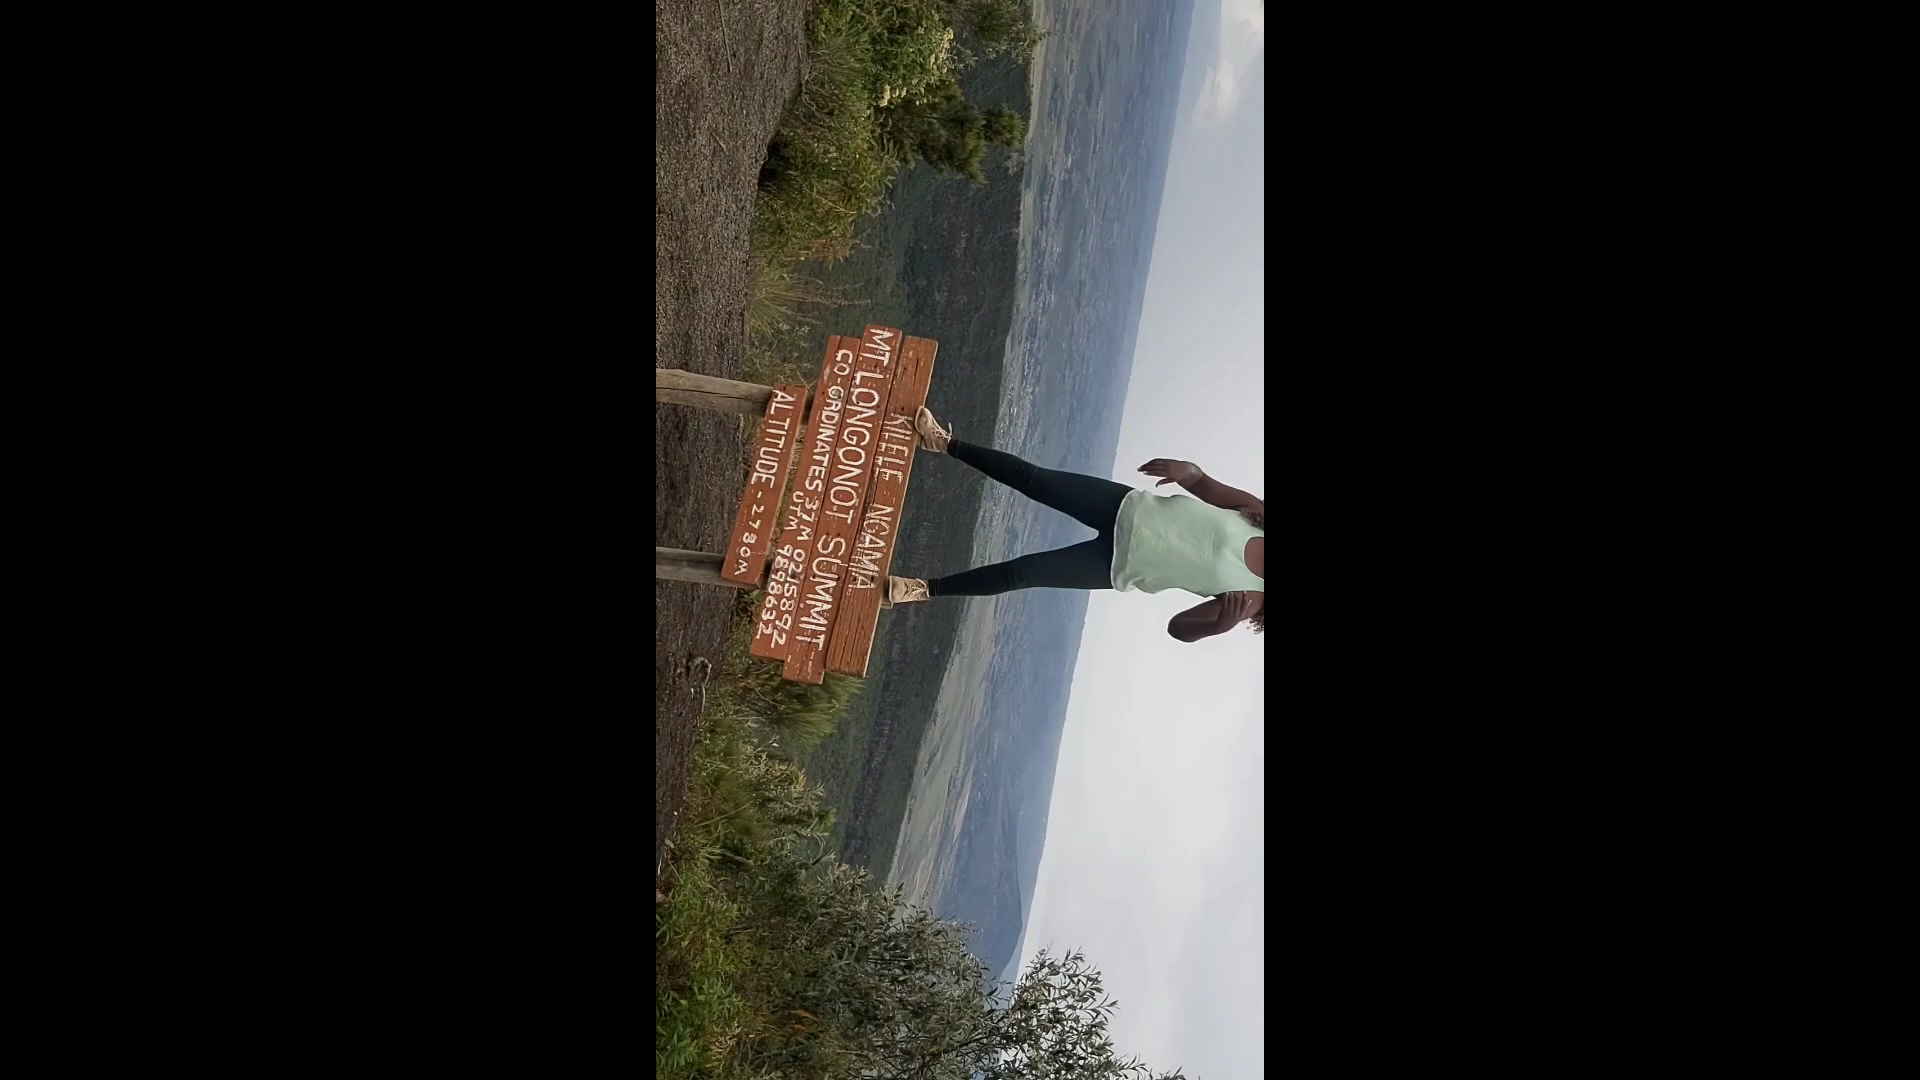 KILELE NGAMIA
MT LONGONOT SUMMIT
CO-ORDINATES 37M 0215892
UTM 9898632
ALTITUDE - 2780M